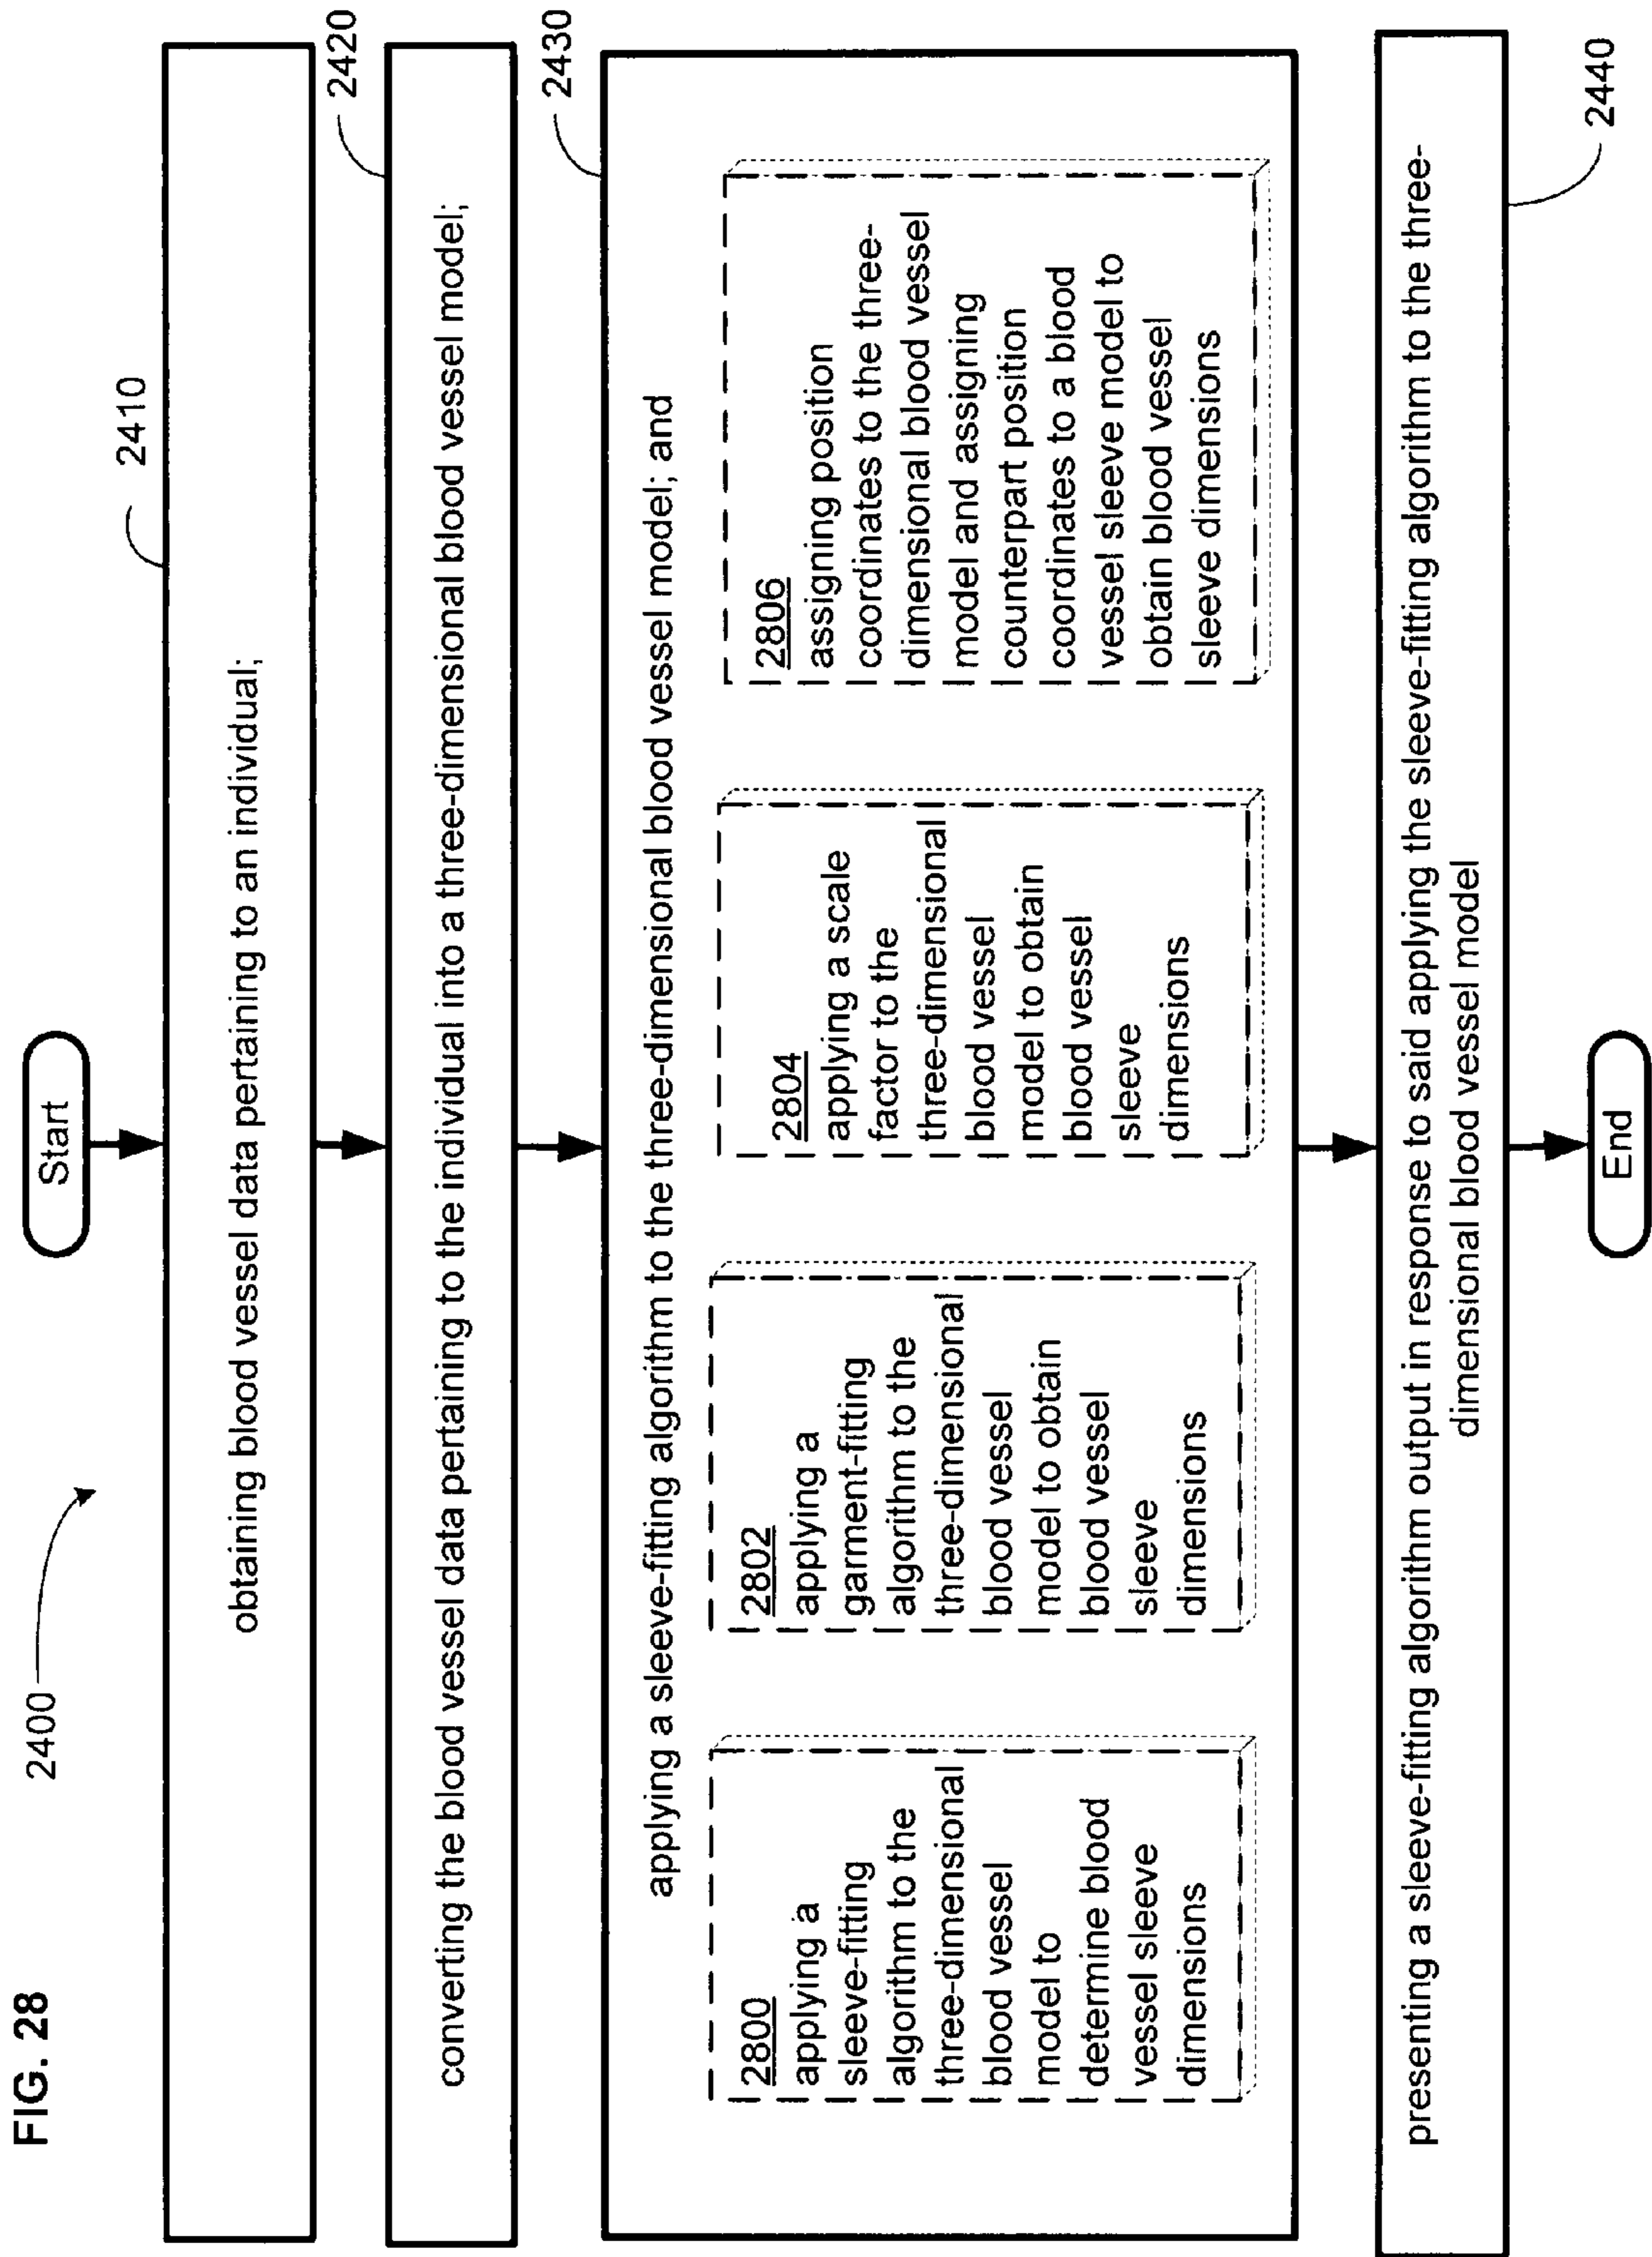 FIG. 28
2400
Start
2410
obtaining blood vessel data pertaining to an individual;
2420
converting the blood vessel data pertaining to the individual into a three-dimensional blood vessel model;
2430
applying a sleeve-fitting algorithm to the three-dimensional blood vessel model; and
2800
applying a
sleeve-fitting
algorithm to the
three-dimensional
blood vessel
model to
determine blood
vessel sleeve
dimensions
2802
applying a
garment-fitting
algorithm to the
three-dimensional
blood vessel
model to obtain
blood vessel
sleeve
dimensions
2804
applying a scale
factor to the
three-dimensional
blood vessel
model to obtain
blood vessel
sleeve
dimensions
2806
assigning position
coordinates to the three-
dimensional blood vessel
model and assigning
counterpart position
coordinates to a blood
vessel sleeve model to
obtain blood vessel
sleeve dimensions
2440
presenting a sleeve-fitting algorithm output in response to said applying the sleeve-fitting algorithm to the three-
dimensional blood vessel model
End